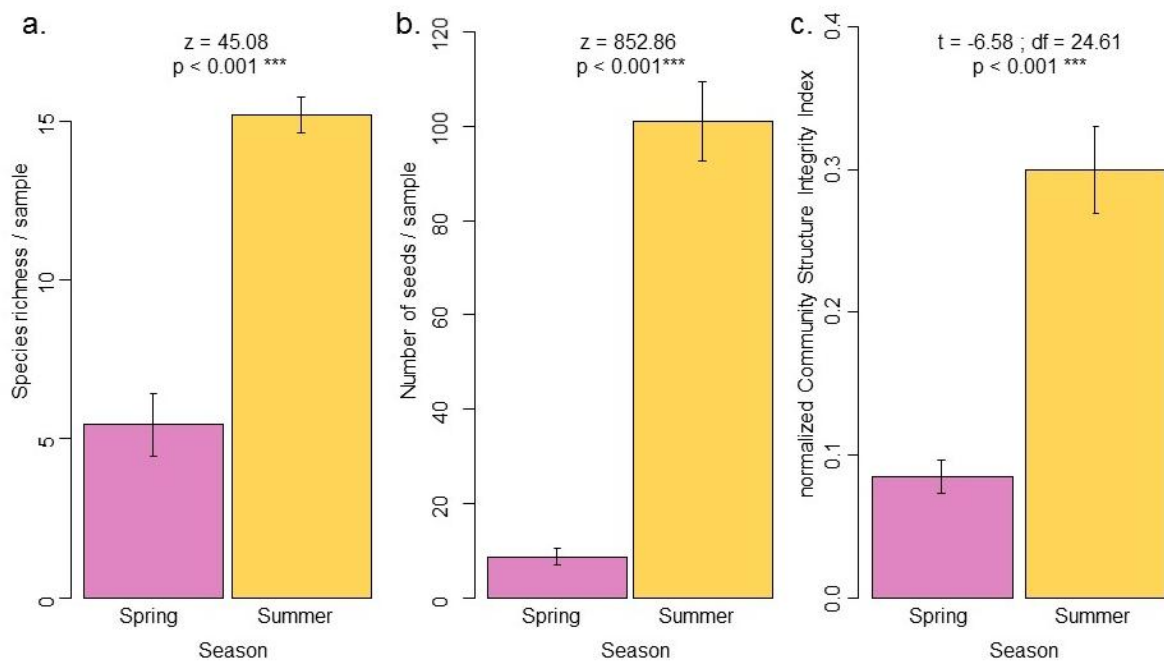 a.
z = 45.08
p < 0.001 ***
Species richness / sample
15
10
5
0
Spring Summer
Season
b.
z = 852.86
p < 0.001***
Number of seeds / sample
120
100
80
60
40
20
0
Spring Summer
Season
c.
t = -6.58 ; df = 24.61
p < 0.001 ***
normalized Community Structure Integrity Index
0.4
0.3
0.2
0.1
0.0
Spring Summer
Season